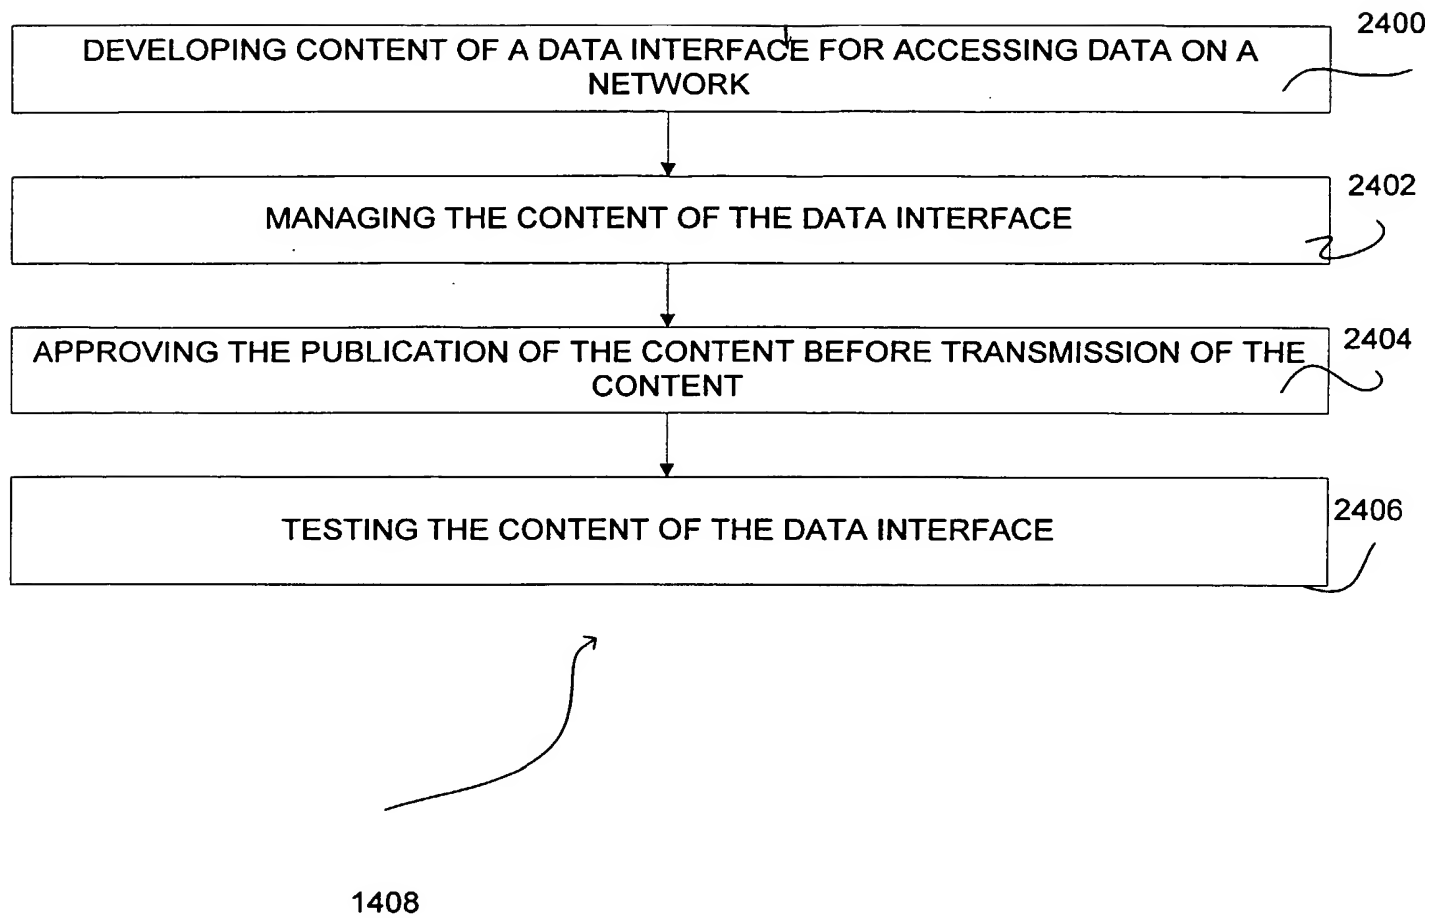 2400
DEVELOPING CONTENT OF A DATA INTERFACE FOR ACCESSING DATA ON A
NETWORK
2402
MANAGING THE CONTENT OF THE DATA INTERFACE
2404
APPROVING THE PUBLICATION OF THE CONTENT BEFORE TRANSMISSION OF THE
CONTENT
2406
TESTING THE CONTENT OF THE DATA INTERFACE
1408